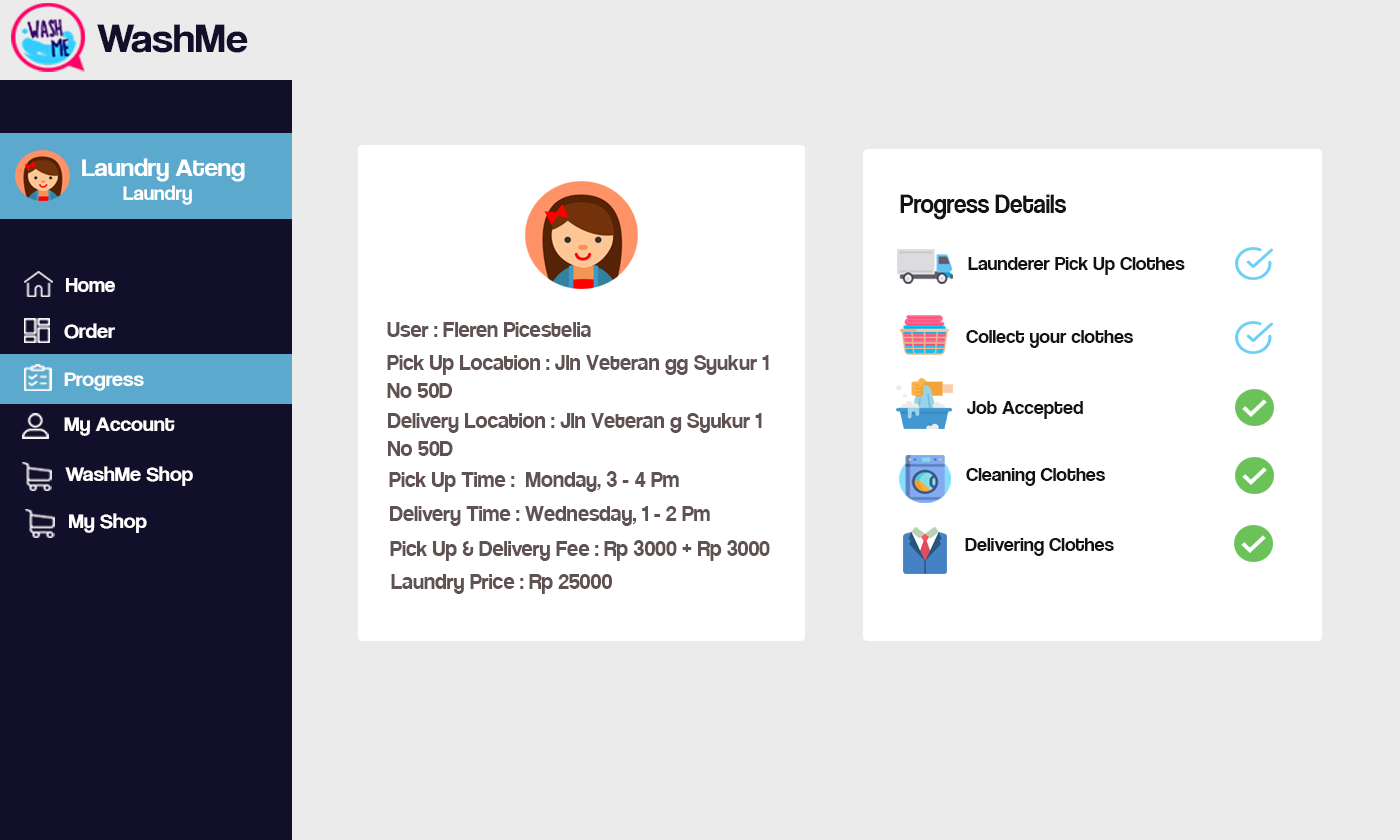 WASH
ME
WashMe
Laundry Ateng
Laundry
Home
Order
Progress
My Account
WashMe Shop
My Shop
User : Fleren Picestelia
Pick Up Location : Jln Veteran gg Syukur 1
No 50D
Delivery Location : Jln Veteran g Syukur 1
No 50D
Pick Up Time : Monday, 3 - 4 Pm
Delivery Time : Wednesday, 1 - 2 Pm
Pick Up & Delivery Fee : Rp 3000 + Rp 3000
Laundry Price : Rp 25000
Progress Details
Launderer Pick Up Clothes
Collect your clothes
Job Accepted
Cleaning Clothes
Delivering Clothes